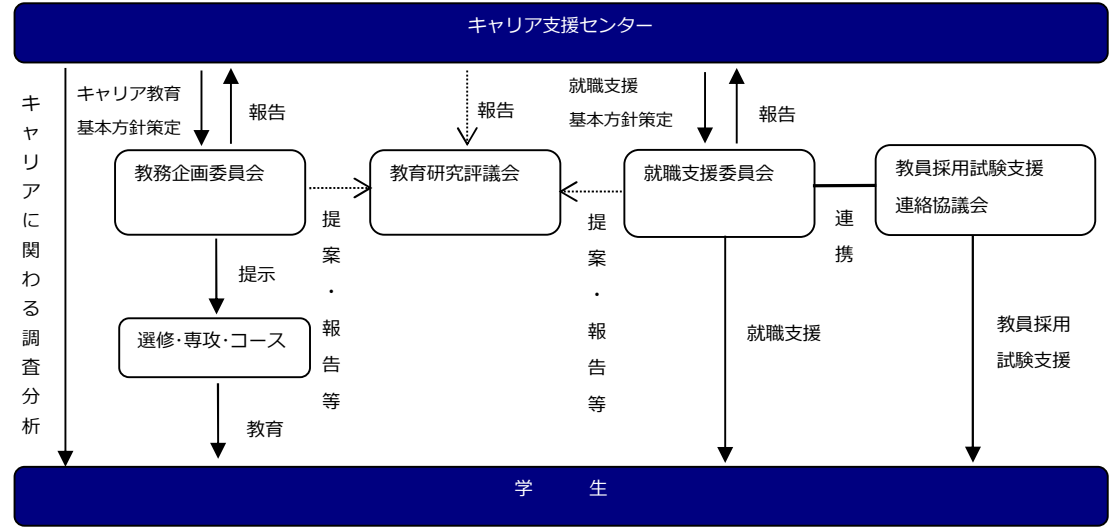 キャリア支援センター
キャリアに関わる調査分析
キャリア教育
基本方針策定
報告
報告
就職支援
基本方針策定
報告
教務企画委員会
教育研究評議会
就職支援委員会
教員採用試験支援
連絡協議会
提案・報告等
提案・報告等
連携
提示
選修･専攻･コース
教育
就職支援
教員採用
試験支援
学　生